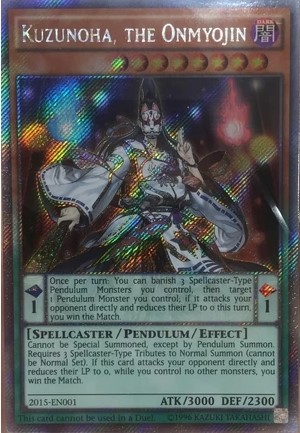 KUZUNOHA, THE ONMYOJIN
DARK
闇
Once per turn: You can banish 3 Spellcaster-Type
Pendulum Monsters you control, then target
1 Pendulum Monster you control; if it attacks your
opponent directly and reduces their LP to 0 this turn,
you win the Match.
1
1
[SPELLCASTER / PENDULUM / EFFECT]
Cannot be Special Summoned, except by Pendulum Summon.
Requires 3 Spellcaster-Type Tributes to Normal Summon (cannot
be Normal Set). If this card attacks your opponent directly and
reduces their LP to 0, while you control no other monsters, you
win the Match.
ATK/3000 DEF/2300
2015-EN001
This card cannot be used in a Duel.
©1996 KAZUKI TAKAHASHI